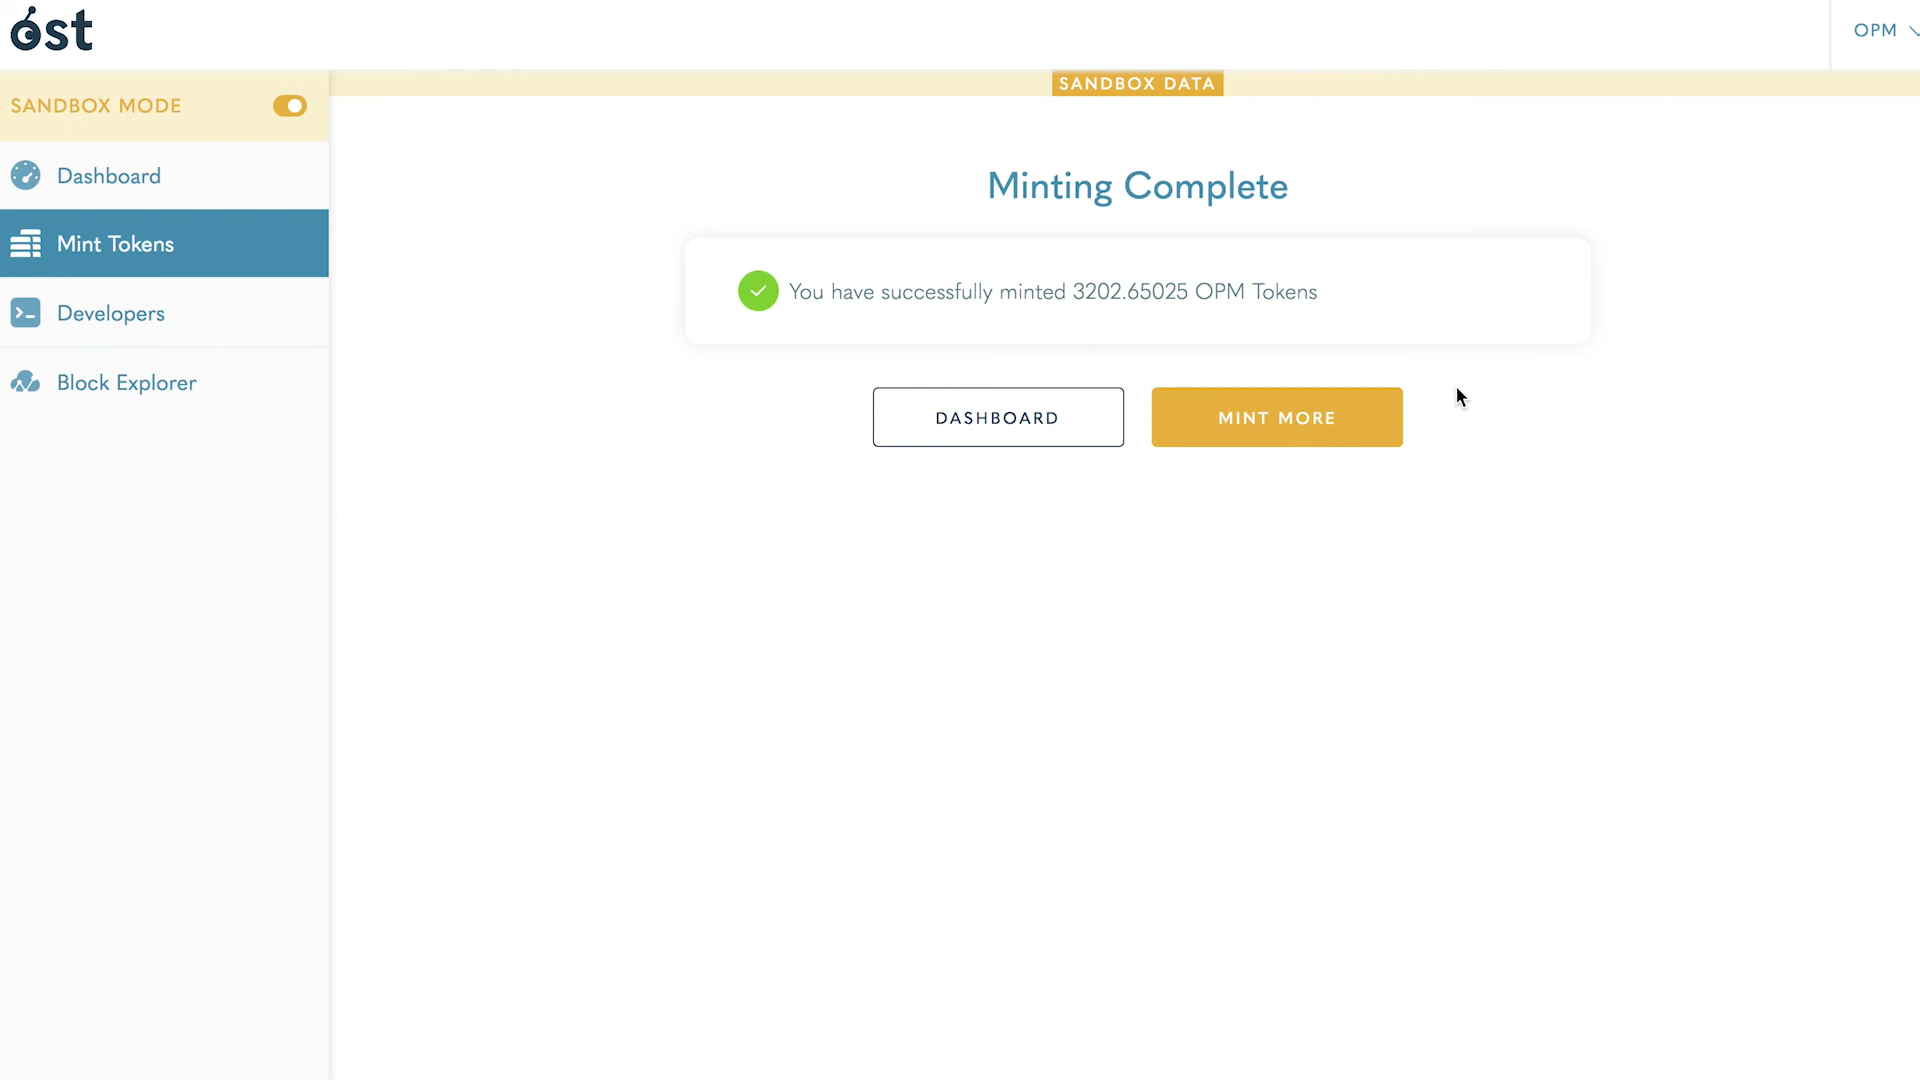 ost
OPM
SANDBOX MODE
SANDBOX DATA
Dashboard
Mint Tokens
Developers
Block Explorer
Minting Complete
You have successfully minted 3202.65025 OPM Tokens
DASHBOARD
MINT MORE